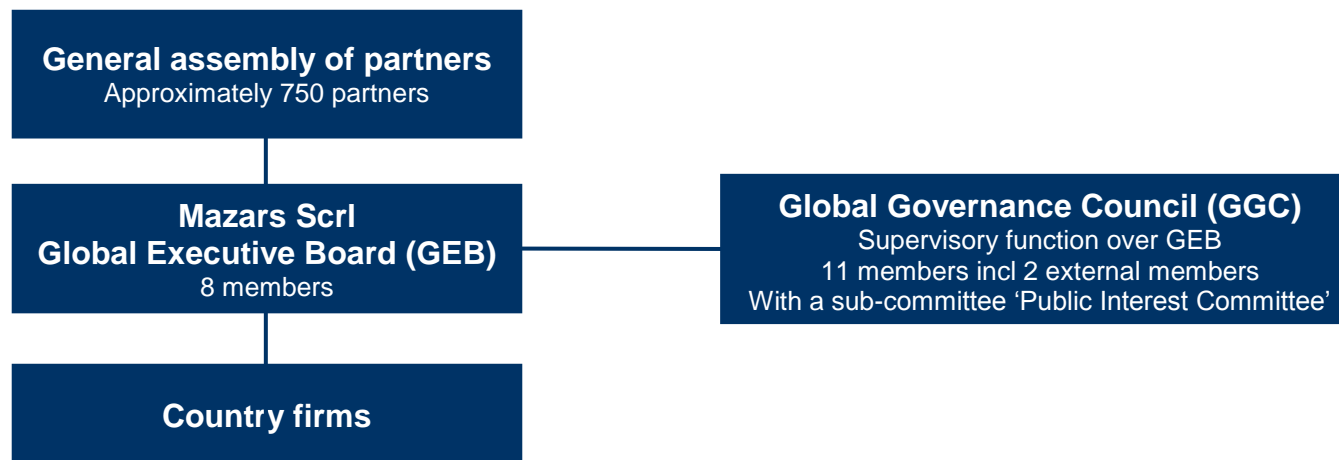 General assembly of partners
Approximately 750 partners
Mazars Scrl
Global Executive Board (GEB)
8 members
Global Governance Council (GGC)
Supervisory function over GEB
11 members incl 2 external members
With a sub-committee ‘Public Interest Committee’
Country firms